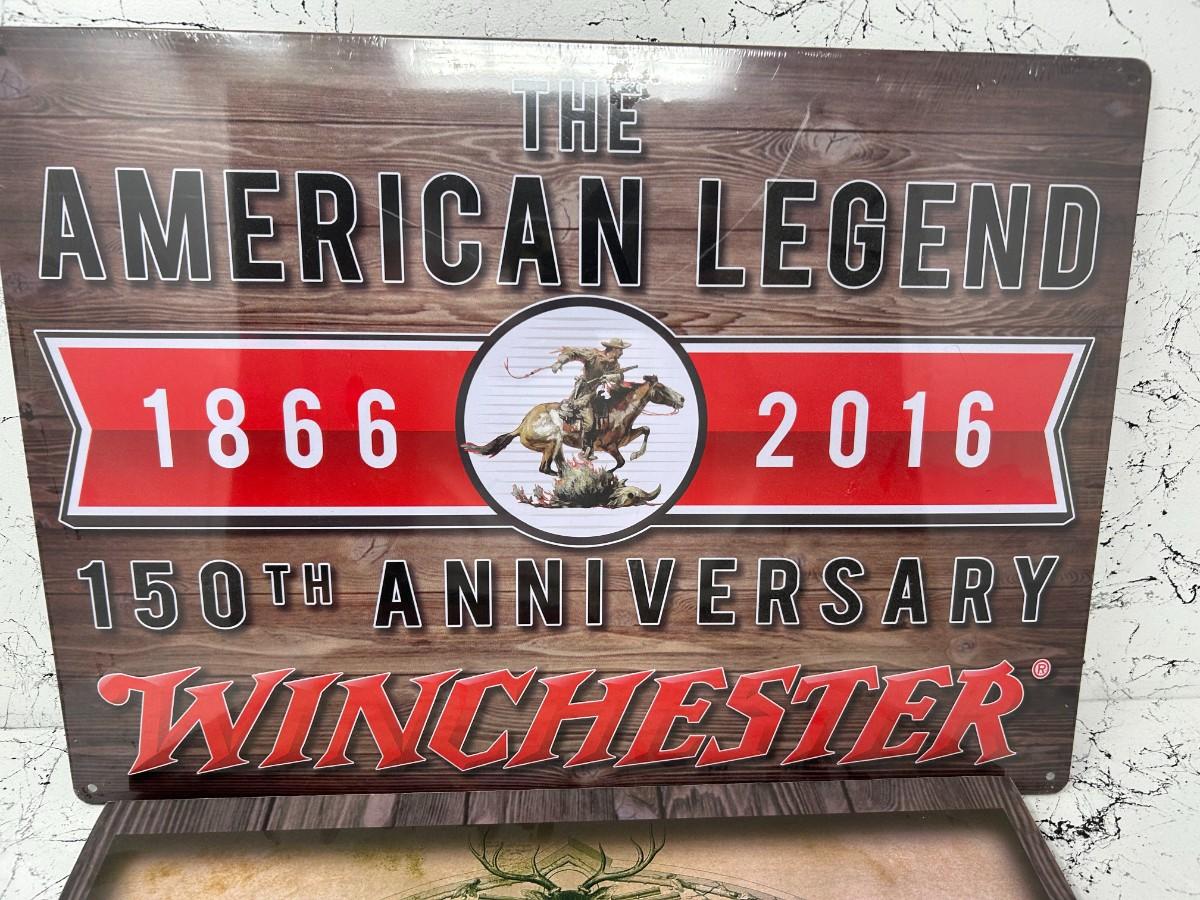 THE
AMERICAN LEGEND
1866 2016
150TH ANNIVERSARY
WINCHESTER®